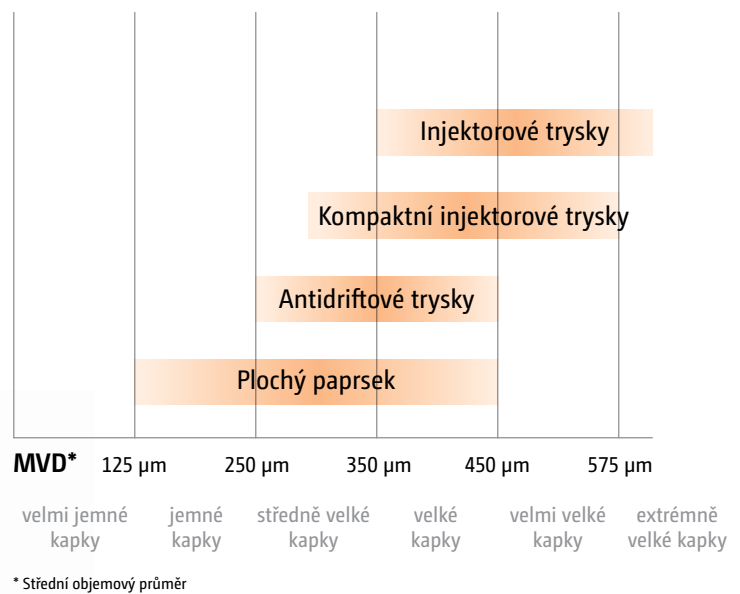 Injektorové trysky
Kompaktní injektorové trysky
Antidriftové trysky
Plochý paprsek
MVD* 125 µm 250 µm 350 µm 450 µm 575 µm
velmi jemné jemné středně velké velké velmi velké extrémně
kapky kapky kapky kapky kapky velké kapky
* Střední objemový průměr